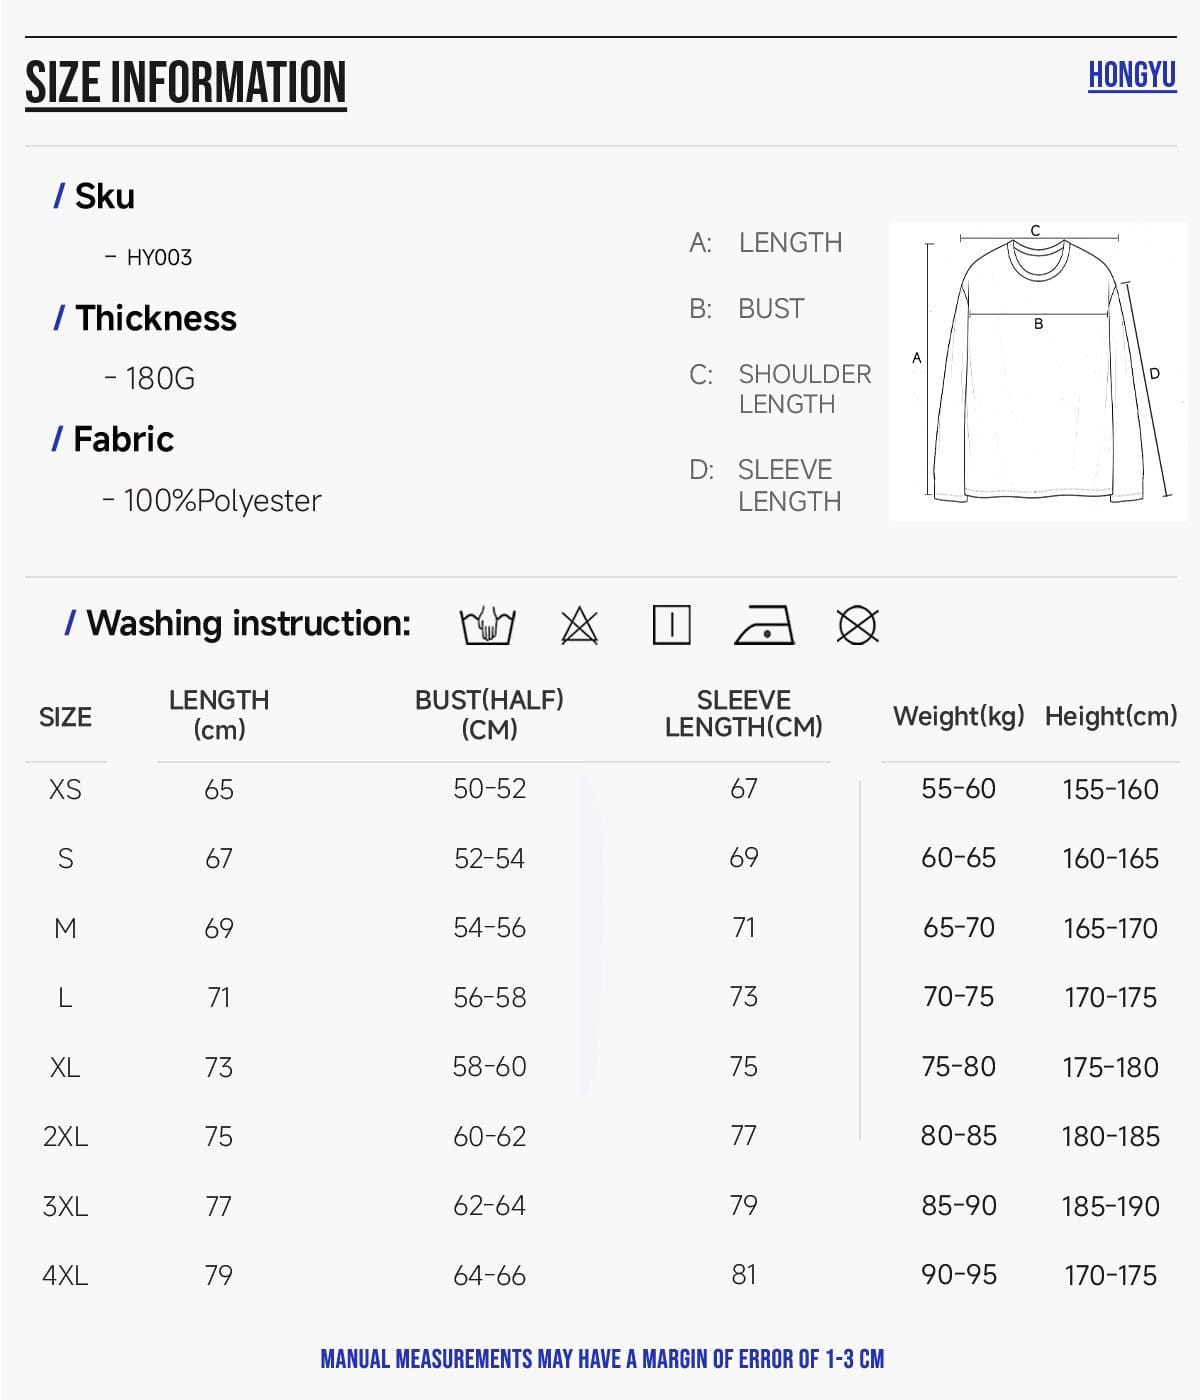 SIZE INFORMATION
HONGYU
/ Sku
- HY003
/ Thickness
- 180G
/ Fabric
- 100%Polyester
A: LENGTH
B: BUST
C: SHOULDER
LENGTH
D: SLEEVE
LENGTH
C
B
A
D
/ Washing instruction:
SIZE LENGTH (cm) BUST(HALF) (CM) SLEEVE LENGTH(CM) Weight(kg) Height(cm)
XS 65 50-52 67 55-60 155-160
S 67 52-54 69 60-65 160-165
M 69 54-56 71 65-70 165-170
L 71 56-58 73 70-75 170-175
XL 73 58-60 75 75-80 175-180
2XL 75 60-62 77 80-85 180-185
3XL 77 62-64 79 85-90 185-190
4XL 79 64-66 81 90-95 170-175
MANUAL MEASUREMENTS MAY HAVE A MARGIN OF ERROR OF 1-3 CM